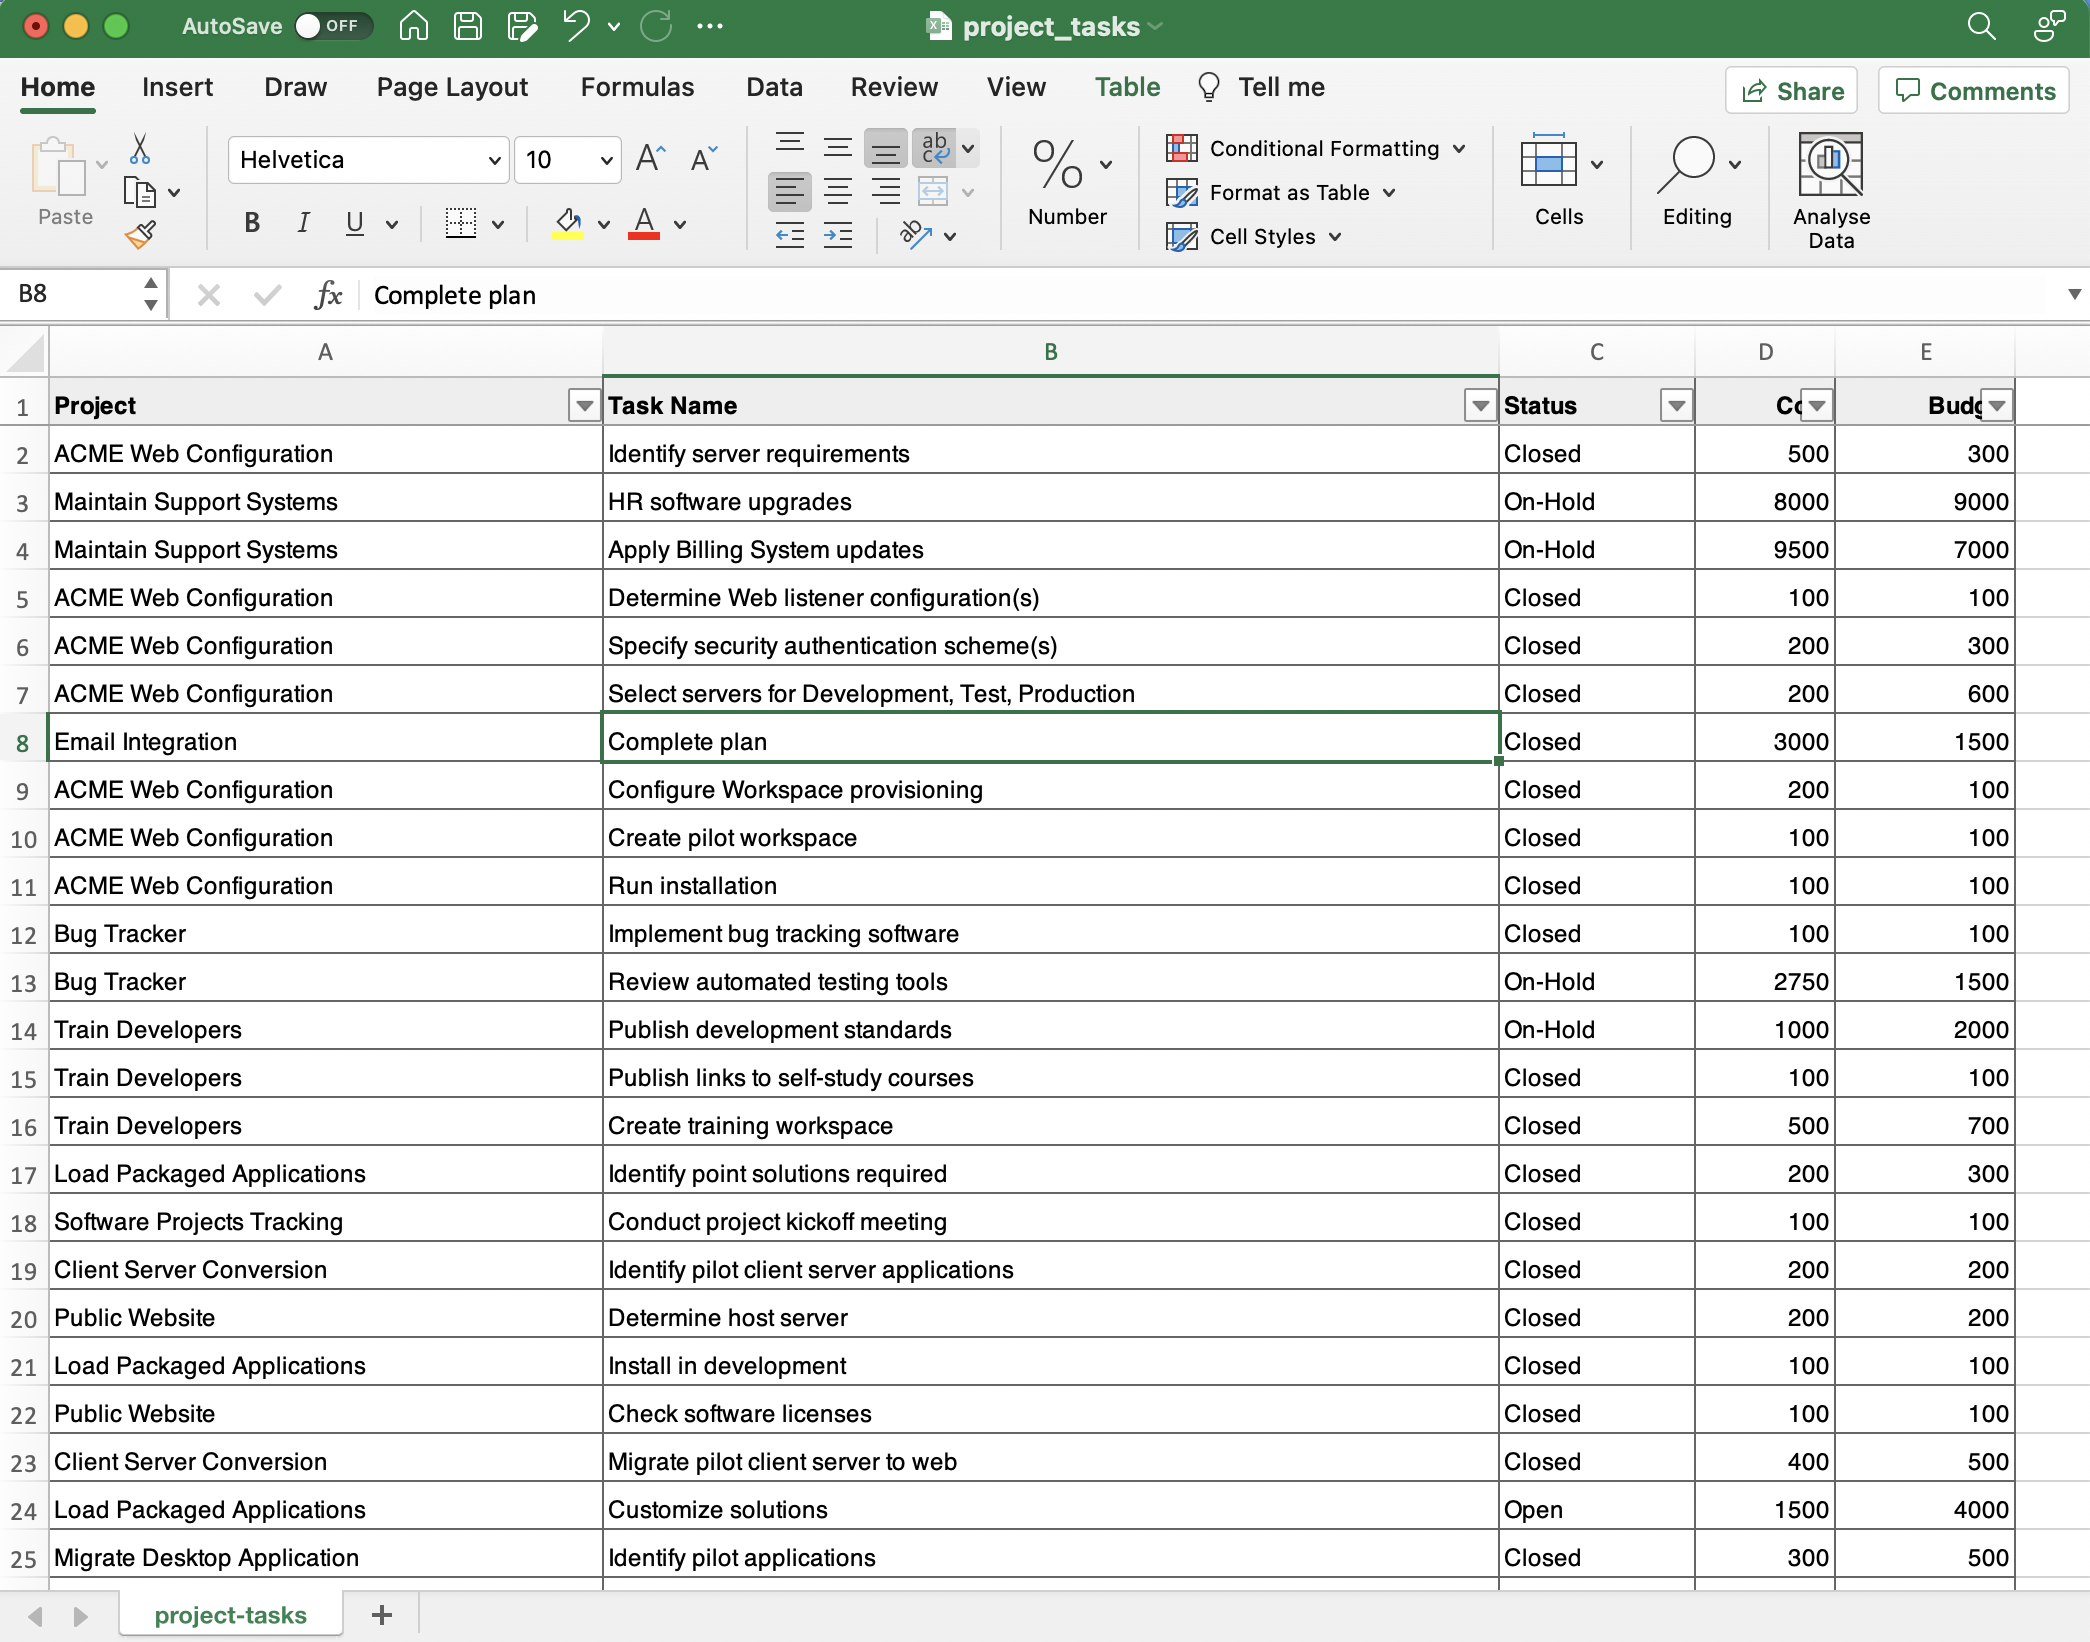 AutoSave OFF project_tasks
Home Insert Draw Page Layout Formulas Data Review View Table Tell me Share Comments
Paste Helvetica 10 A A B I U A ab c Number Conditional Formatting Format as Table Cell Styles Cells Editing Analyse Data
B8 fx Complete plan
A B C D E
1 Project Task Name Status Co Budg
2 ACME Web Configuration Identify server requirements Closed 500 300
3 Maintain Support Systems HR software upgrades On-Hold 8000 9000
4 Maintain Support Systems Apply Billing System updates On-Hold 9500 7000
5 ACME Web Configuration Determine Web listener configuration(s) Closed 100 100
6 ACME Web Configuration Specify security authentication scheme(s) Closed 200 300
7 ACME Web Configuration Select servers for Development, Test, Production Closed 200 600
8 Email Integration Complete plan Closed 3000 1500
9 ACME Web Configuration Configure Workspace provisioning Closed 200 100
10 ACME Web Configuration Create pilot workspace Closed 100 100
11 ACME Web Configuration Run installation Closed 100 100
12 Bug Tracker Implement bug tracking software Closed 100 100
13 Bug Tracker Review automated testing tools On-Hold 2750 1500
14 Train Developers Publish development standards On-Hold 1000 2000
15 Train Developers Publish links to self-study courses Closed 100 100
16 Train Developers Create training workspace Closed 500 700
17 Load Packaged Applications Identify point solutions required Closed 200 300
18 Software Projects Tracking Conduct project kickoff meeting Closed 100 100
19 Client Server Conversion Identify pilot client server applications Closed 200 200
20 Public Website Determine host server Closed 200 200
21 Load Packaged Applications Install in development Closed 100 100
22 Public Website Check software licenses Closed 100 100
23 Client Server Conversion Migrate pilot client server to web Closed 400 500
24 Load Packaged Applications Customize solutions Open 1500 4000
25 Migrate Desktop Application Identify pilot applications Closed 300 500
project-tasks